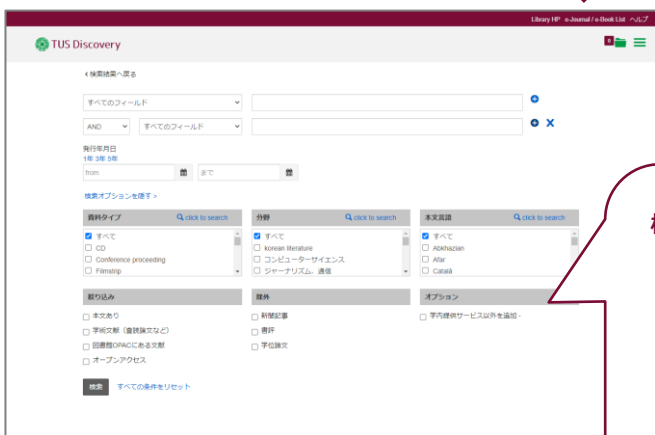 Library HP e-Journal / e-Book List ヘルプ
TUS Discovery
0
‹ 検索結果へ戻る
すべてのフィールド
AND すべてのフィールド
発行年月日
1年 3年 5年
from まで
検索オプションを隠す >
資料タイプ click to search 分野 click to search 本文言語 click to search
すべて すべて すべて
CD korean literature Abkhazian
Conference proceeding コンピューターサイエンス Afar
Filmstrip ジャーナリズム、通信 Català
絞り込み 除外 オプション
本文あり 新聞記事 学内提供サービス以外を追加 -
学術文献（査読論文など） 書評
図書館OPACにある文献 学位論文
オープンアクセス
検索 すべての条件をリセット